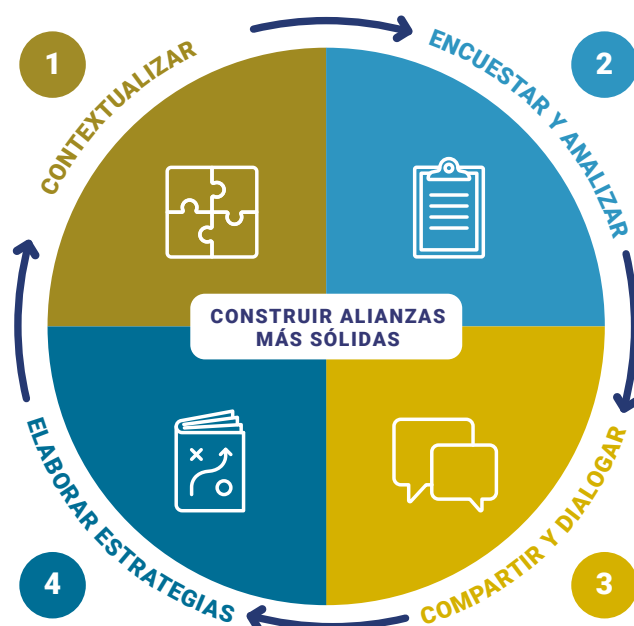 1
CONTEXTUALIZAR
2
ENCUESTAR Y ANALIZAR
CONSTRUIR ALIANZAS
MÁS SÓLIDAS
3
COMPARTIR Y DIALOGAR
4
ELABORAR ESTRATEGIAS